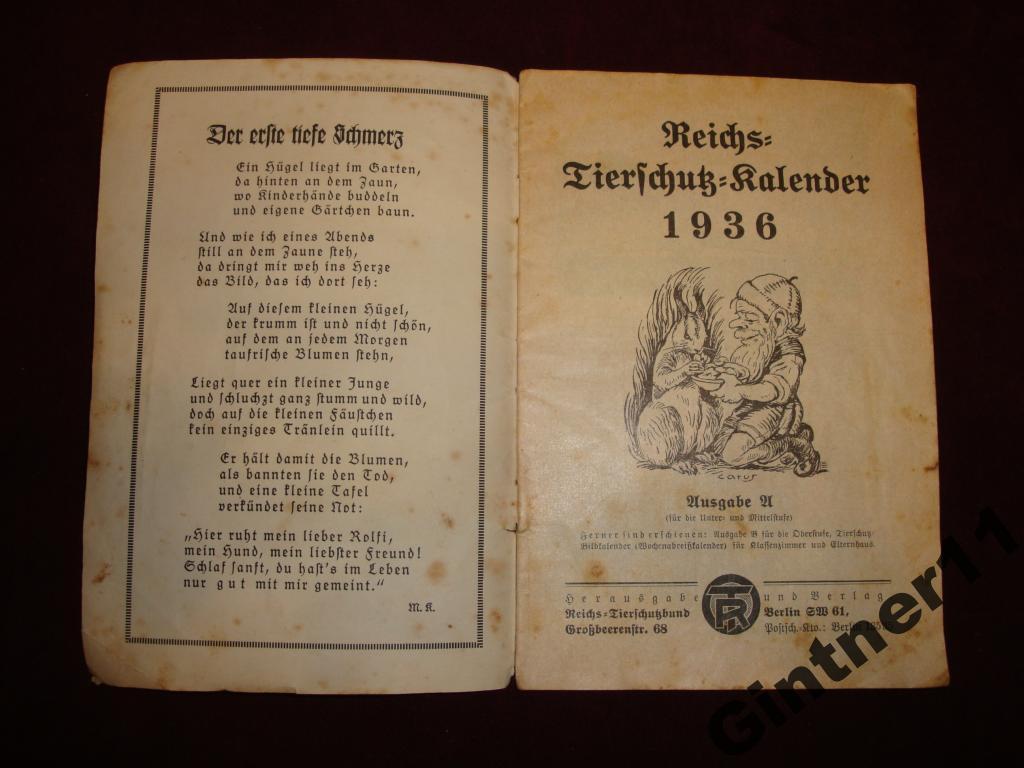 Der erste tiefe Schmerz
Ein Hügel liegt im Garten,
da hinten an dem Zaun,
wo Kinderhände buddeln
und eigene Gärtchen baun.
Und wie ich eines Abends
still an dem Zaune steh,
da dringt mir weh ins Herze
das Bild, das ich dort seh:
Auf diesem kleinen Hügel,
der krumm ist und nicht schön,
auf dem an jedem Morgen
taufrische Blumen stehn,
Liegt quer ein kleiner Junge
und schluchzt ganz stumm und wild,
doch auf die kleinen Fäustchen
kein einziges Tränlein quillt.
Er hält damit die Blumen,
als bannten sie den Tod,
und eine kleine Tafel
verkündet seine Not:
„Hier ruht mein lieber Rolfi,
mein Hund, mein liebster Freund!
Schlaf sanft, du hast's im Leben
nur gut mit mir gemeint.“
M. K.
Reichs-
Tierschutz-Kalender
1936
CARUS
Ausgabe A
(für die Unter- und Mittelstufe)
Ferner sind erschienen: Ausgabe B für die Oberstufe, Tierschutz-
Bildkalender (Wochenabreißkalender) für Klassenzimmer und Elternhaus.
Herausgabe und Verlag
Reichs-Tierschutzbund Berlin SW 61,
Großbeerenstr. 68 Postsch.-Kto.: Berlin
Gintner11